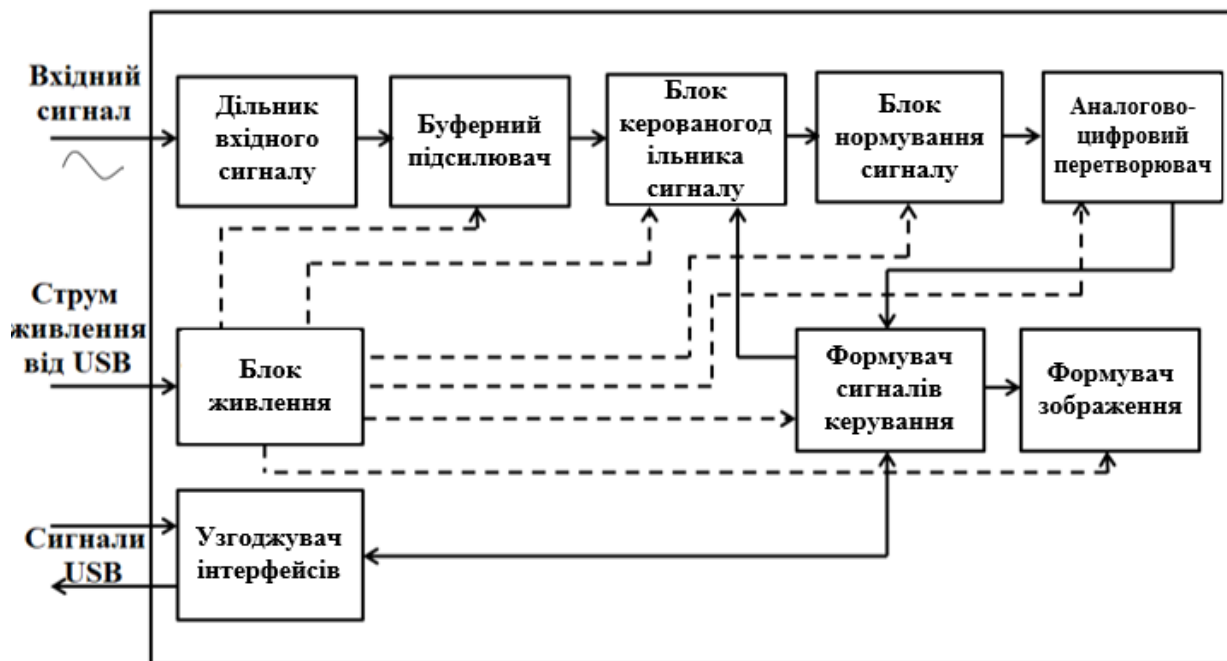 Вхідний
сигнал
Дільник
вхідного
сигналу
Буферний
підсилювач
Блок
керованогод
ільника
сигналу
Блок
нормування
сигналу
Аналогово-
цифровий
перетворювач
Струм
живлення
від USB
Блок
живлення
Формувач
сигналів
керування
Формувач
зображення
Сигнали
USB
Узгоджувач
інтерфейсів